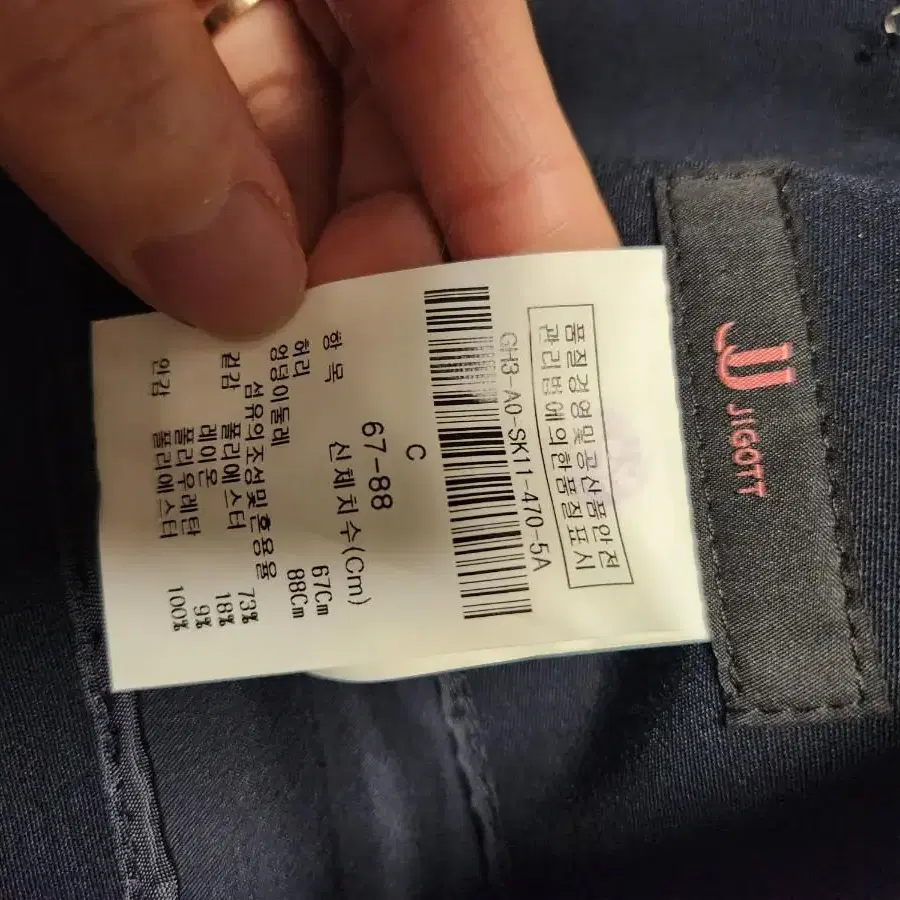 품질경영및공산품안전
관리법에의한품질표시
GH3-A0-SK11-470-5A
C
67-88
항 목 신체치수(Cm)
허리 67Cm
엉덩이둘레 88Cm
섬유의조성및혼용율
겉감 폴리에스터 73%
레이온 18%
폴리우레탄 9%
안감 폴리에스터 100%
JJ JIGOTT